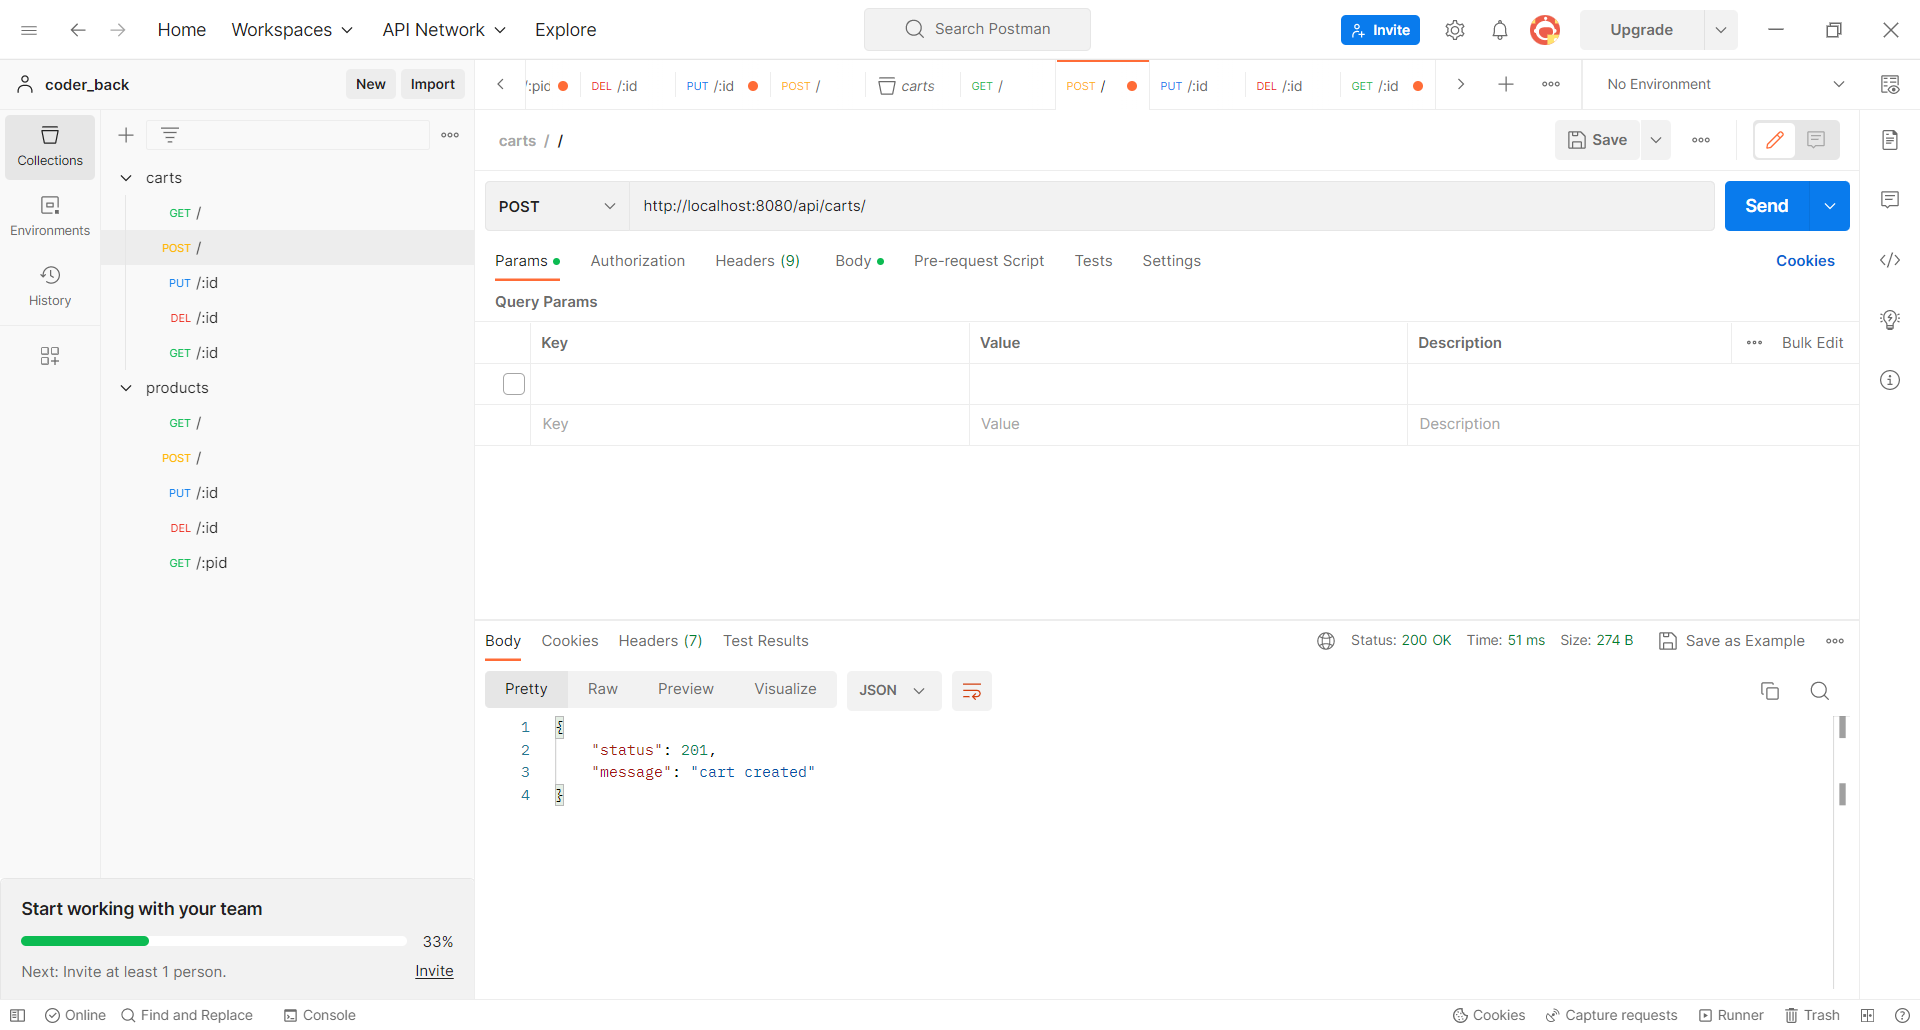 Home Workspaces API Network Explore Search Postman Invite Upgrade
coder_back New Import
:pid DEL /:id PUT /:id POST / carts GET / POST / PUT /:id DEL /:id GET /:id No Environment
Collections
Environments
History
carts
GET /
POST /
PUT /:id
DEL /:id
GET /:id
products
GET /
POST /
PUT /:id
DEL /:id
GET /:pid
carts / / Save
POST http://localhost:8080/api/carts/ Send
Params Authorization Headers (9) Body Pre-request Script Tests Settings Cookies
Query Params
Key Value Description Bulk Edit
Key Value Description
Body Cookies Headers (7) Test Results Status: 200 OK Time: 51 ms Size: 274 B Save as Example
Pretty Raw Preview Visualize JSON
1 {
2 "status": 201,
3 "message": "cart created"
4 }
Start working with your team
33%
Next: Invite at least 1 person. Invite
Online Find and Replace Console Cookies Capture requests Runner Trash